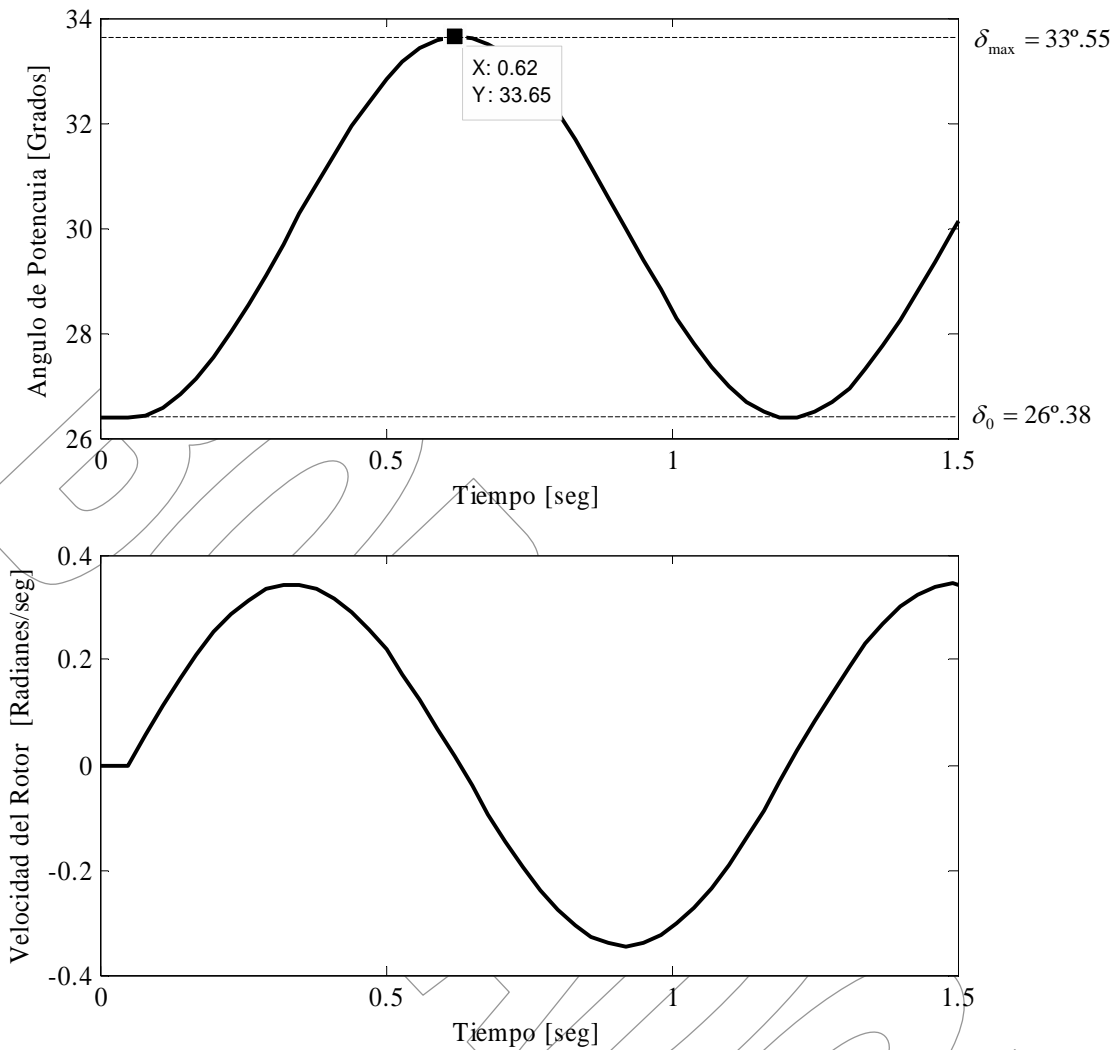 34
δmax = 33º.55
X: 0.62
Y: 33.65
32
30
28
26
δ0 = 26º.38
0
0.5
1
1.5
Angulo de Potencuia [Grados]
Tiempo [seg]
0.4
0.2
0
-0.2
-0.4
0
0.5
1
1.5
Velocidad del Rotor [Radianes/seg]
Tiempo [seg]